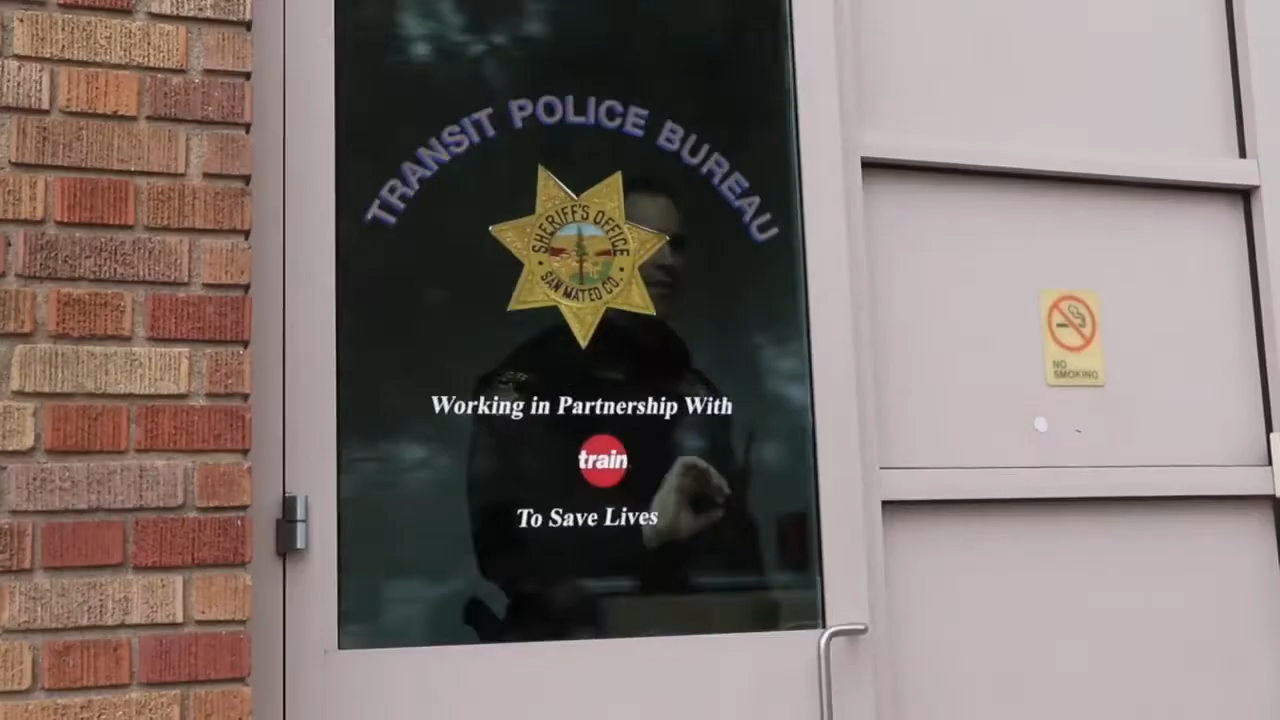 TRANSIT POLICE BUREAU
SHERIFF'S OFFICE
SAN MATEO CO.
Working in Partnership With
train
To Save Lives
NO
SMOKING